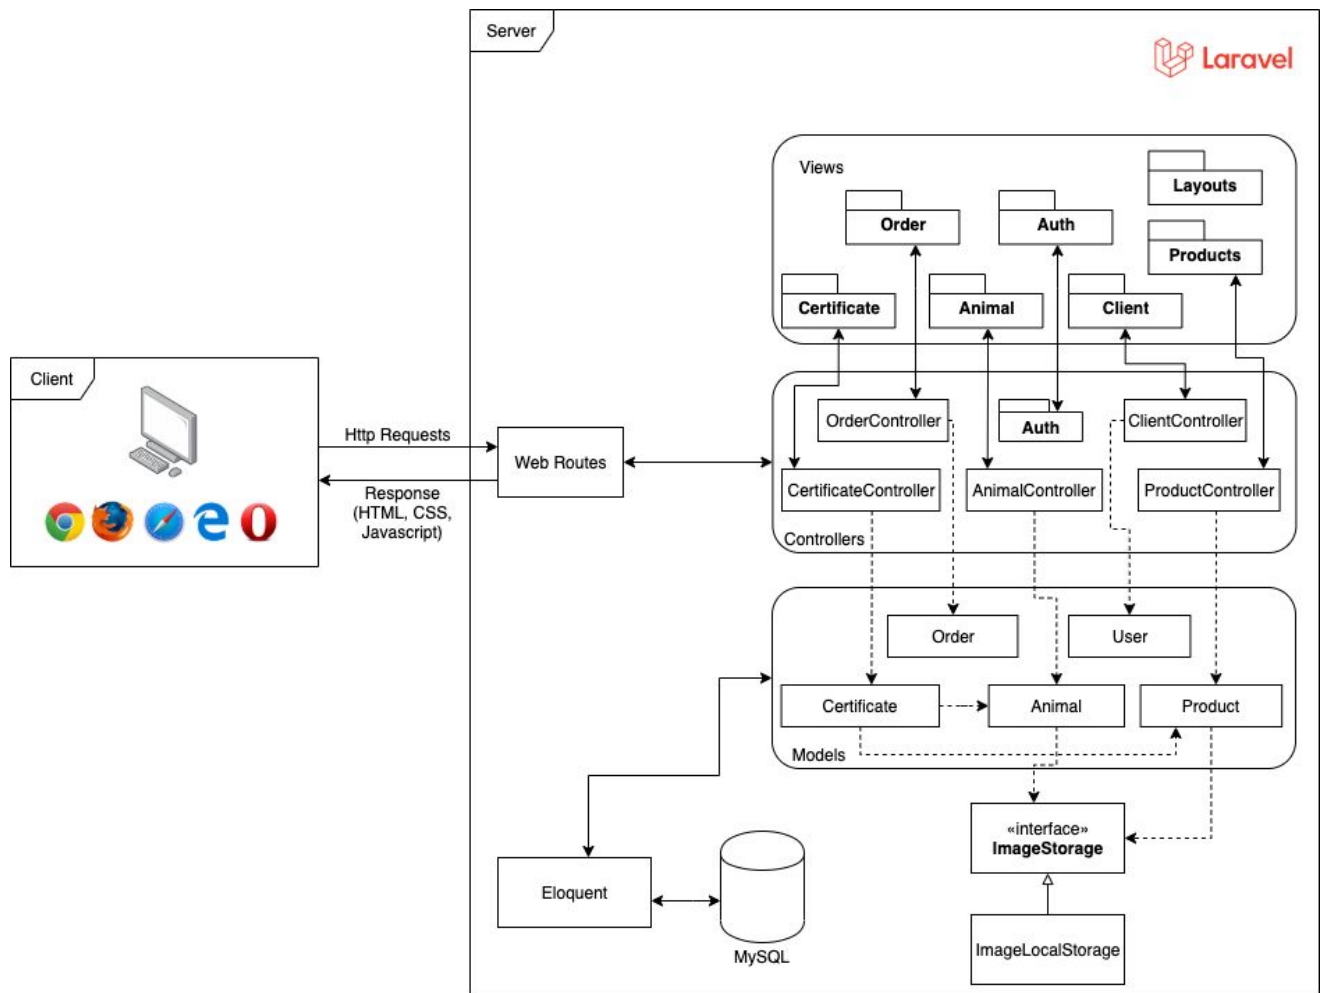 Server
Laravel
Views
Layouts
Order
Auth
Products
Certificate
Animal
Client
Client
Http Requests
Response
(HTML, CSS,
Javascript)
Web Routes
OrderController
Auth
ClientController
CertificateController
AnimalController
ProductController
Controllers
Order
User
Certificate
Animal
Product
Models
«interface»
ImageStorage
Eloquent
MySQL
ImageLocalStorage